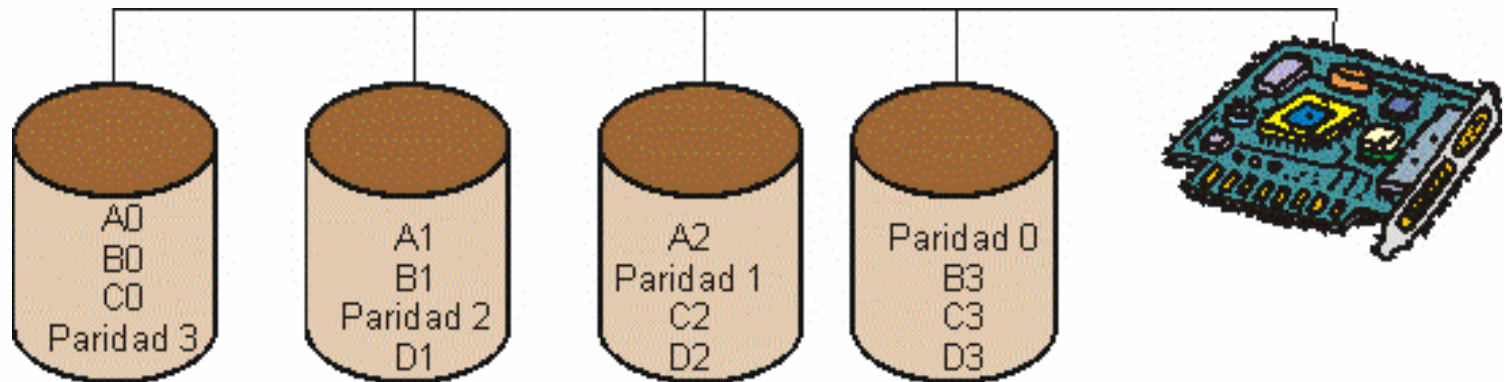 A0
B0
C0
Paridad 3
A1
B1
Paridad 2
D1
A2
Paridad 1
C2
D2
Paridad 0
B3
C3
D3